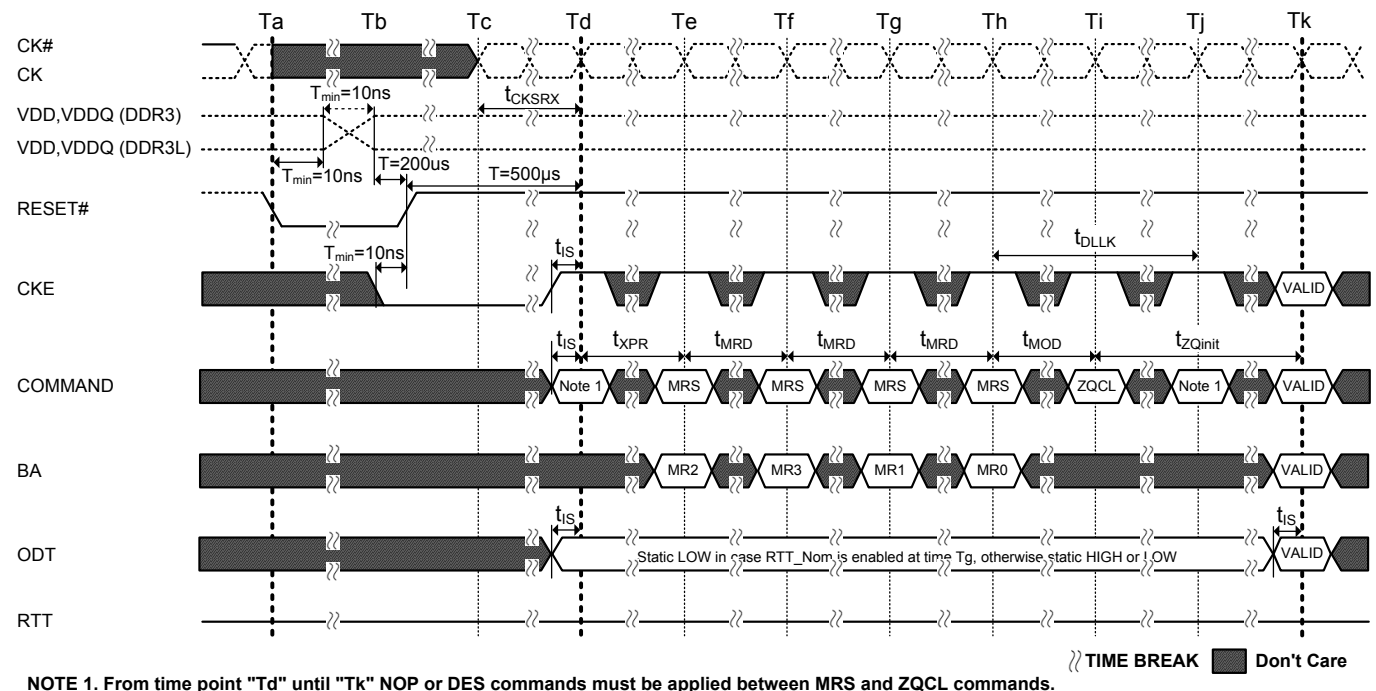 Ta Tb Tc Td Te Tf Tg Th Ti Tj Tk
CK#
CK
Tmin=10ns
tCKSRX
VDD,VDDQ (DDR3)
VDD,VDDQ (DDR3L)
Tmin=10ns
T=200us
T=500µs
RESET#
Tmin=10ns
tIS
tDLLK
CKE
VALID
tIS tXPR tMRD tMRD tMRD tMOD tZQinit
COMMAND
Note 1 MRS MRS MRS MRS ZQCL Note 1 VALID
BA
MR2 MR3 MR1 MR0 VALID
tIS
tIS
ODT
Static LOW in case RTT_Nom is enabled at time Tg, otherwise static HIGH or LOW
VALID
RTT
TIME BREAK Don't Care
NOTE 1. From time point "Td" until "Tk" NOP or DES commands must be applied between MRS and ZQCL commands.